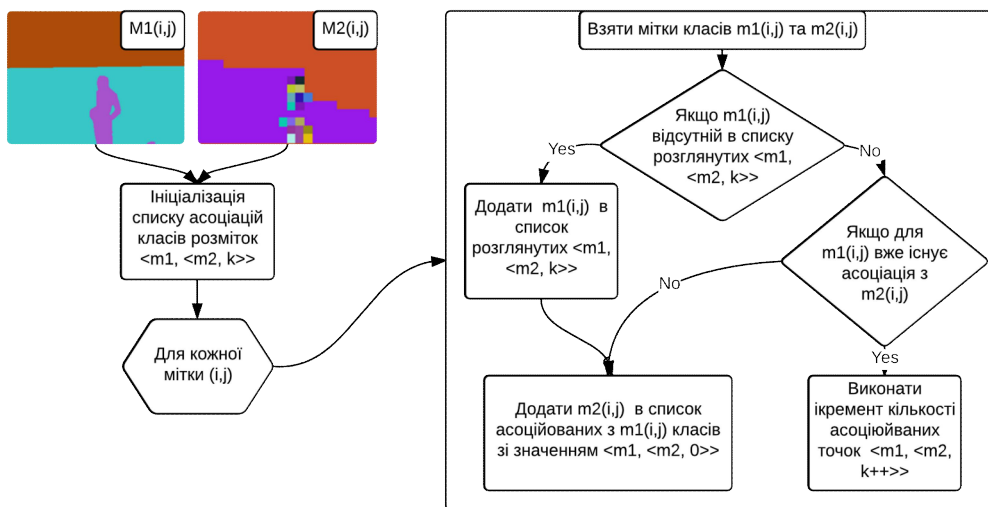 M1(i,j)
M2(i,j)
Ініціалізація
списку асоціацій
класів розміток
<m1, <m2, k>>
Для кожної
мітки (i,j)
Взяти мітки класів m1(i,j) та m2(i,j)
Якщо m1(i,j)
відсутній в списку
розглянутих <m1,
<m2, k>>
Yes
No
Додати m1(i,j) в
список
розглянутих <m1,
<m2, k>>
Якщо для
m1(i,j) вже існує
асоціація з
m2(i,j)
No
Yes
Додати m2(i,j) в список
асоційованих з m1(i,j) класів
зі значенням <m1, <m2, 0>>
Виконати
ікремент кількості
асоціюйваних
точок <m1, <m2,
k++>>